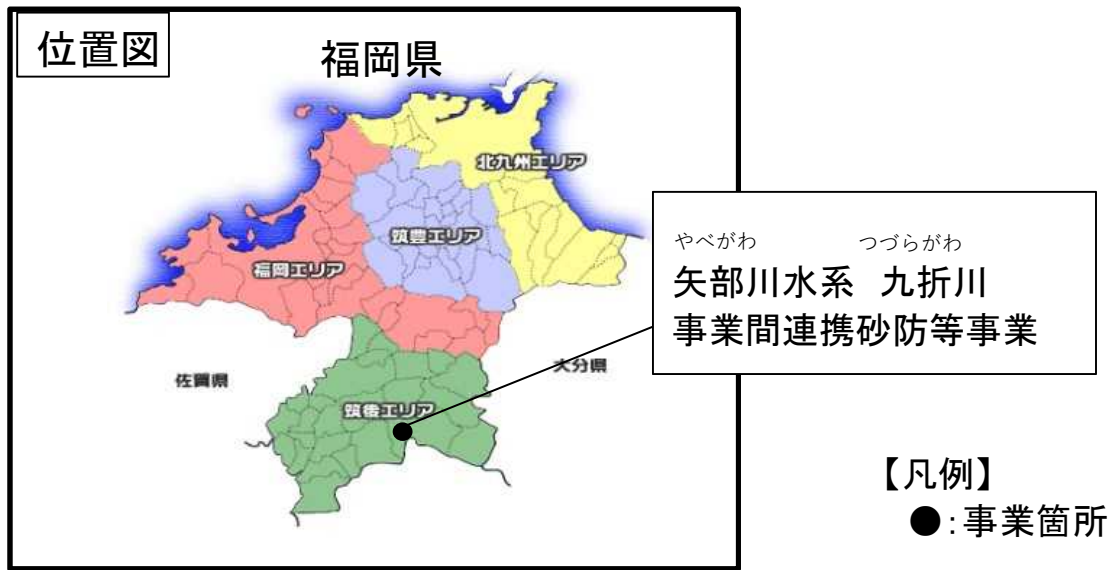 位置図
福岡県
北九州エリア
筑豊エリア
福岡エリア
やべがわ つづらがわ
矢部川水系 九折川
事業間連携砂防等事業
佐賀県
大分県
筑後エリア
【凡例】
●:事業箇所